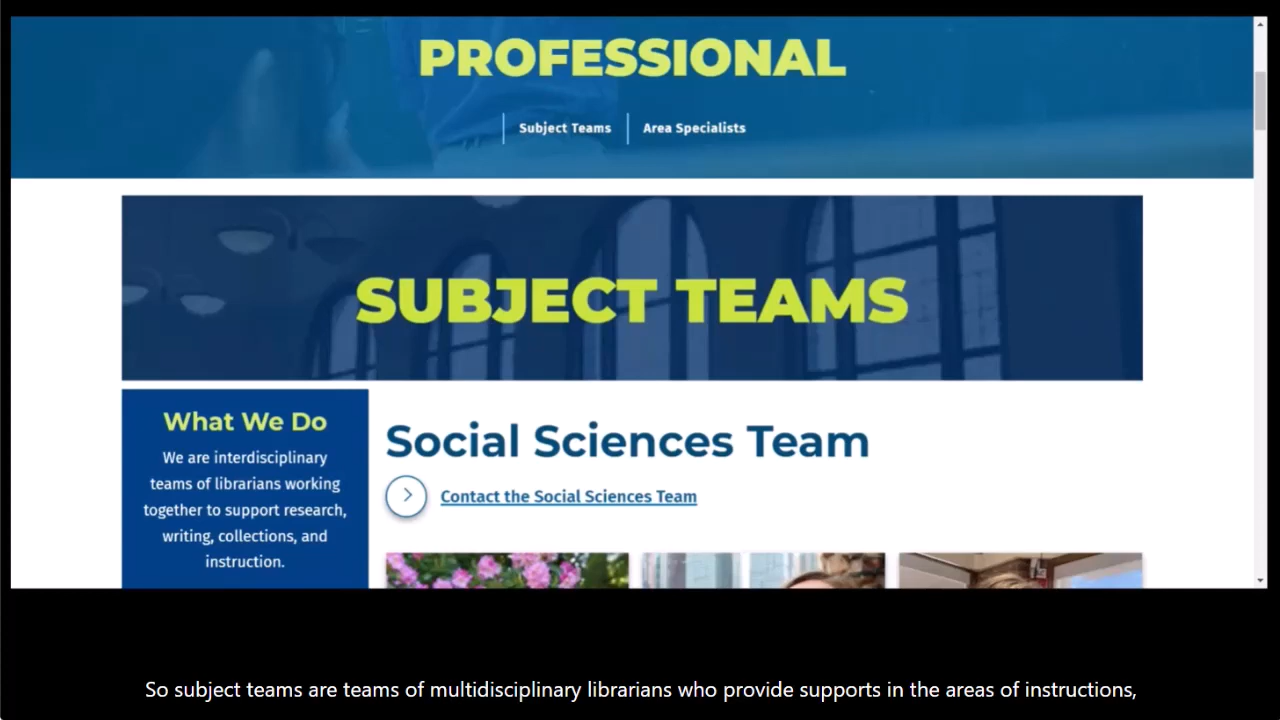 PROFESSIONAL
Subject Teams
Area Specialists
SUBJECT TEAMS
What We Do
We are interdisciplinary
teams of librarians working
together to support research,
writing, collections, and
instruction.
Social Sciences Team
Contact the Social Sciences Team
So subject teams are teams of multidisciplinary librarians who provide supports in the areas of instructions,